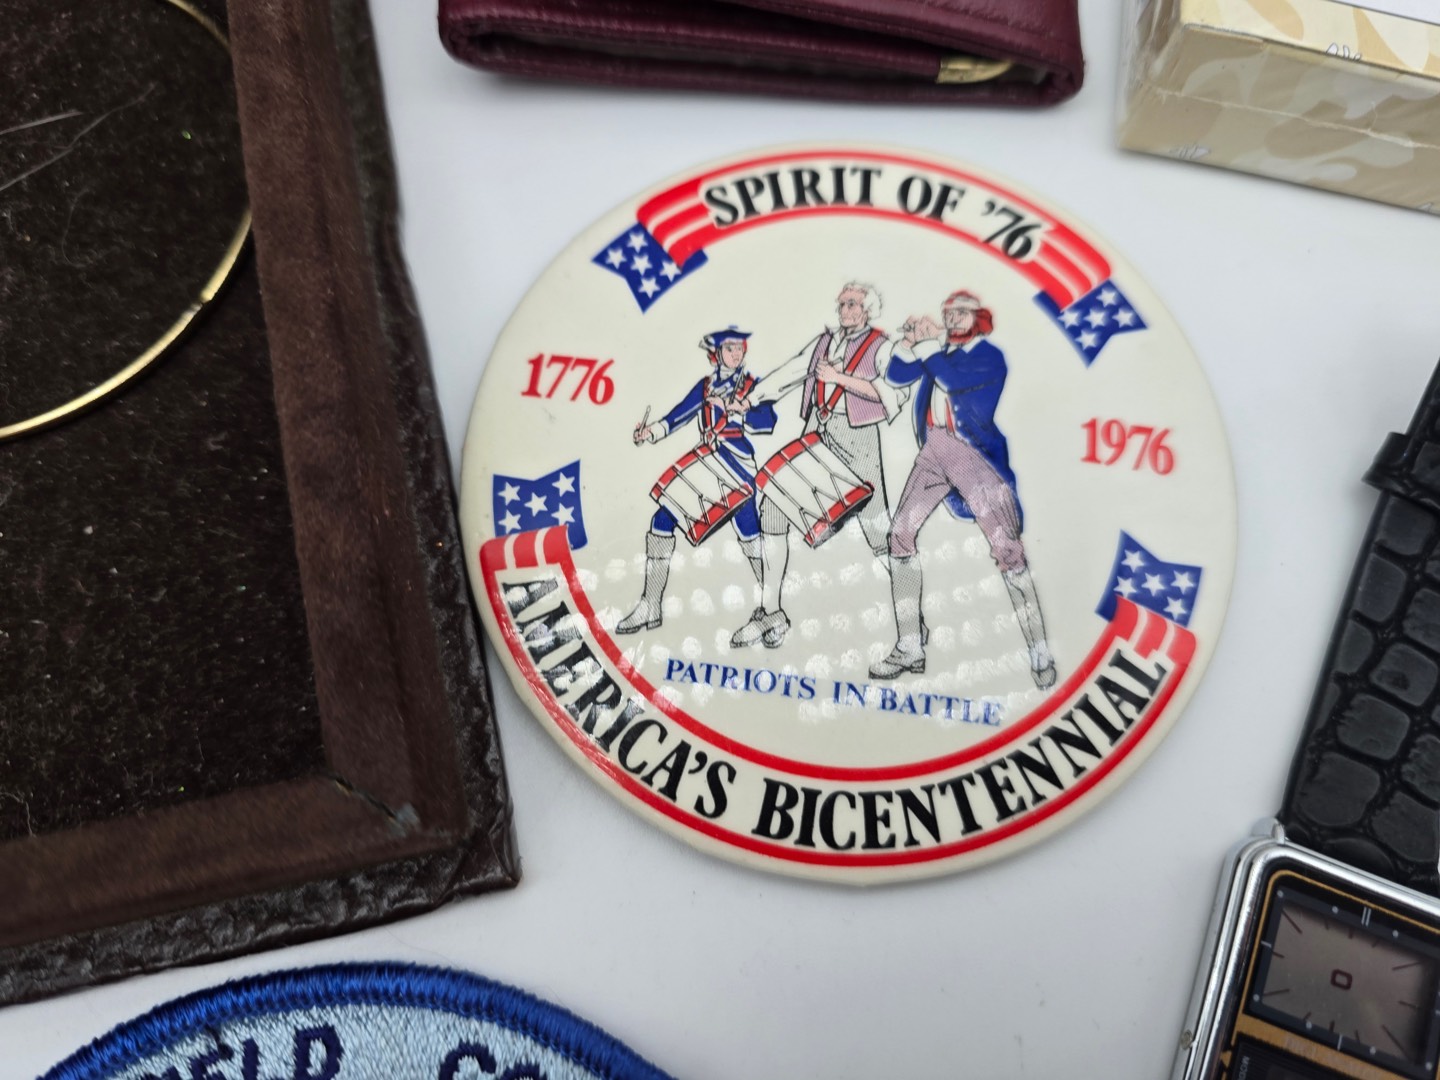 SPIRIT OF '76
1776
1976
PATRIOTS IN BATTLE
AMERICA'S BICENTENNIAL